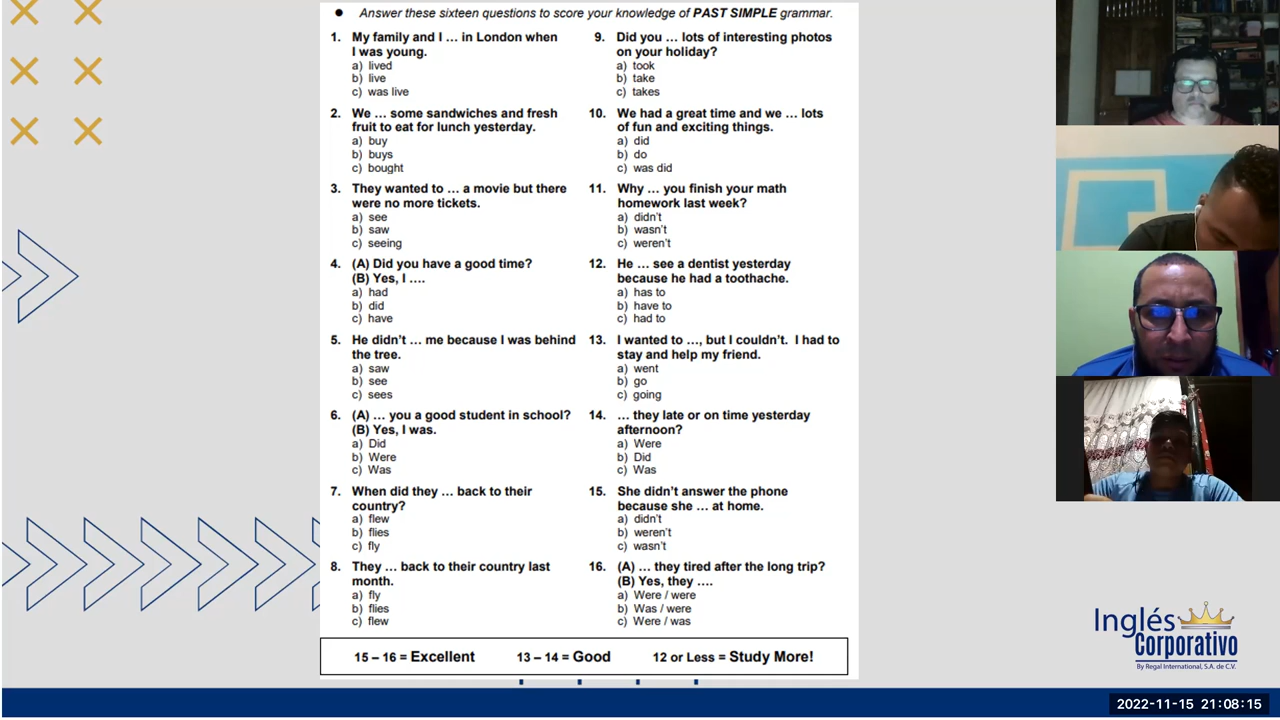 ● Answer these sixteen questions to score your knowledge of PAST SIMPLE grammar.
1. My family and I … in London when
I was young.
a) lived
b) live
c) was live
2. We … some sandwiches and fresh
fruit to eat for lunch yesterday.
a) buy
b) buys
c) bought
3. They wanted to … a movie but there
were no more tickets.
a) see
b) saw
c) seeing
4. (A) Did you have a good time?
(B) Yes, I ….
a) had
b) did
c) have
5. He didn't … me because I was behind
the tree.
a) saw
b) see
c) sees
6. (A) … you a good student in school?
(B) Yes, I was.
a) Did
b) Were
c) Was
7. When did they … back to their
country?
a) flew
b) flies
c) fly
8. They … back to their country last
month.
a) fly
b) flies
c) flew
9. Did you … lots of interesting photos
on your holiday?
a) took
b) take
c) takes
10. We had a great time and we … lots
of fun and exciting things.
a) did
b) do
c) was did
11. Why … you finish your math
homework last week?
a) didn't
b) wasn't
c) weren't
12. He … see a dentist yesterday
because he had a toothache.
a) has to
b) have to
c) had to
13. I wanted to …, but I couldn't. I had to
stay and help my friend.
a) went
b) go
c) going
14. … they late or on time yesterday
afternoon?
a) Were
b) Did
c) Was
15. She didn't answer the phone
because she … at home.
a) didn't
b) weren't
c) wasn't
16. (A) … they tired after the long trip?
(B) Yes, they ….
a) Were / were
b) Was / were
c) Were / was
15 – 16 = Excellent 13 – 14 = Good 12 or Less = Study More!
Inglés
Corporativo
By Regal International, S.A. de C.V.
2022-11-15 21:08:15